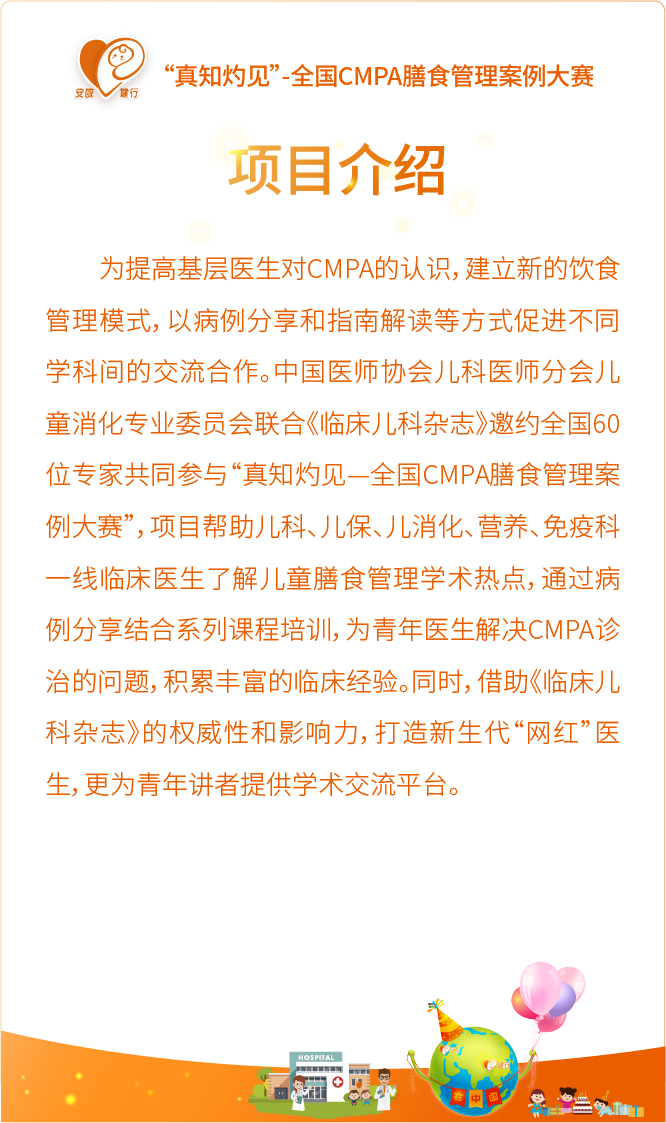 安敏 健行
“真知灼见”-全国CMPA膳食管理案例大赛
项目介绍
为提高基层医生对CMPA的认识，建立新的饮食
管理模式，以病例分享和指南解读等方式促进不同
学科间的交流合作。中国医师协会儿科医师分会儿
童消化专业委员会联合《临床儿科杂志》邀约全国60
位专家共同参与“真知灼见—全国CMPA膳食管理案
例大赛”，项目帮助儿科、儿保、儿消化、营养、免疫科
一线临床医生了解儿童膳食管理学术热点，通过病
例分享结合系列课程培训，为青年医生解决CMPA诊
治的问题，积累丰富的临床经验。同时，借助《临床儿
科杂志》的权威性和影响力，打造新生代“网红”医
生，更为青年讲者提供学术交流平台。
HOSPITAL
在中国